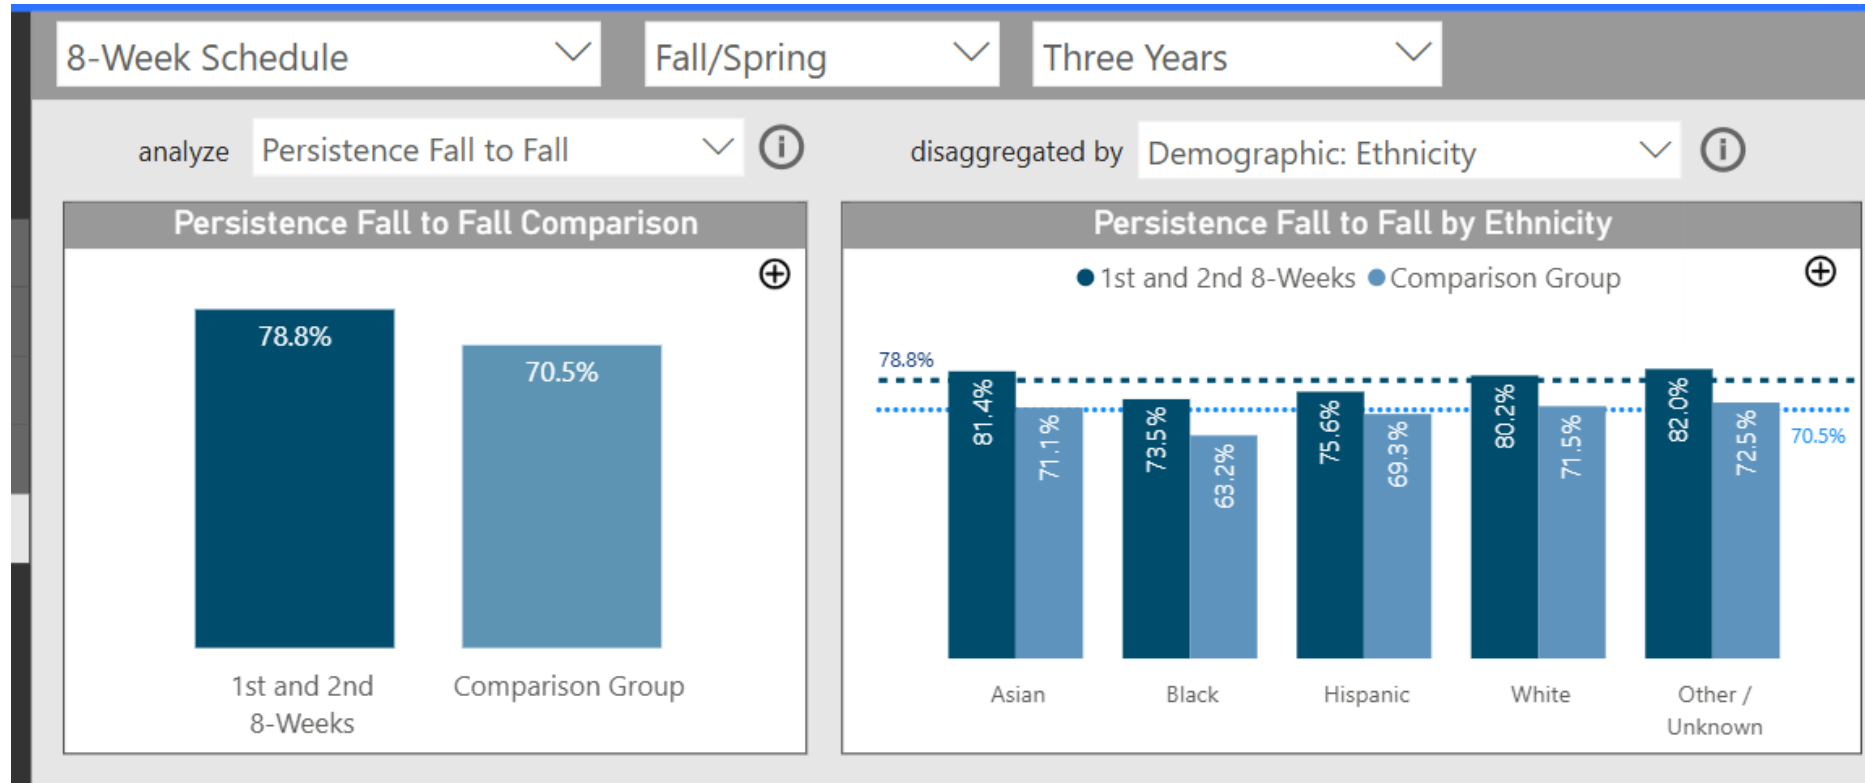 8-Week Schedule
Fall/Spring
Three Years
analyze
Persistence Fall to Fall
disaggregated by
Demographic: Ethnicity
Persistence Fall to Fall Comparison
78.8%
70.5%
1st and 2nd
8-Weeks
Comparison Group
Persistence Fall to Fall by Ethnicity
1st and 2nd 8-Weeks
Comparison Group
78.8%
70.5%
81.4%
71.1%
73.5%
63.2%
75.6%
69.3%
80.2%
71.5%
82.0%
72.5%
Asian
Black
Hispanic
White
Other /
Unknown